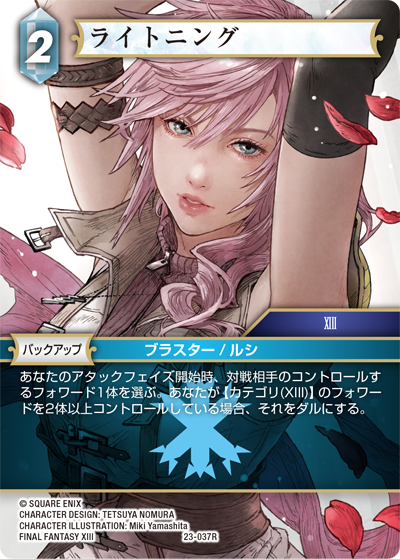 2
ライトニング
XIII
バックアップ
ブラスター / ルシ
あなたのアタックフェイズ開始時、対戦相手のコントロールす
るフォワード1体を選ぶ。あなたが【カテゴリ(XIII)】のフォワー
ドを2体以上コントロールしている場合、それをダルにする。
© SQUARE ENIX
CHARACTER DESIGN: TETSUYA NOMURA
CHARACTER ILLUSTRATION: Miki Yamashita
FINAL FANTASY XIII
23-037R